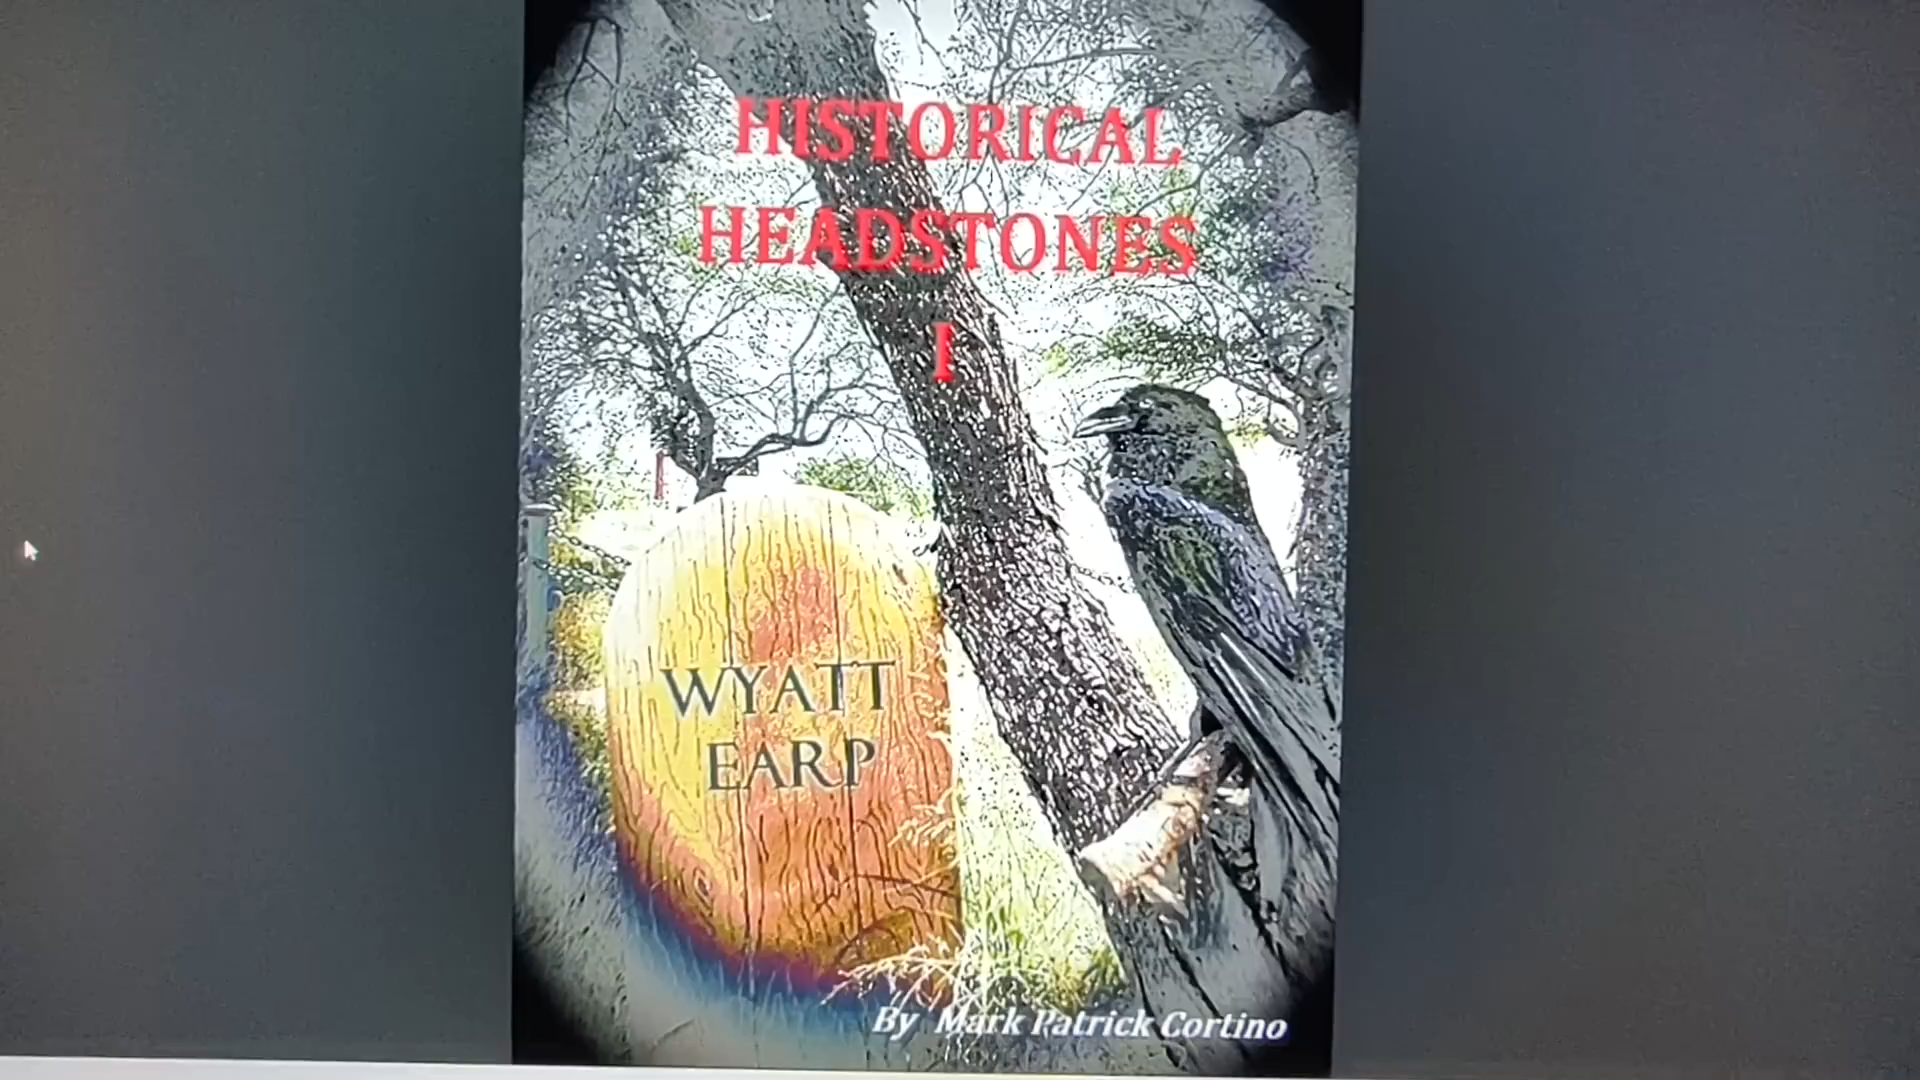 HISTORICAL
HEADSTONES
I
WYATT
EARP
By Mark Patrick Cortino